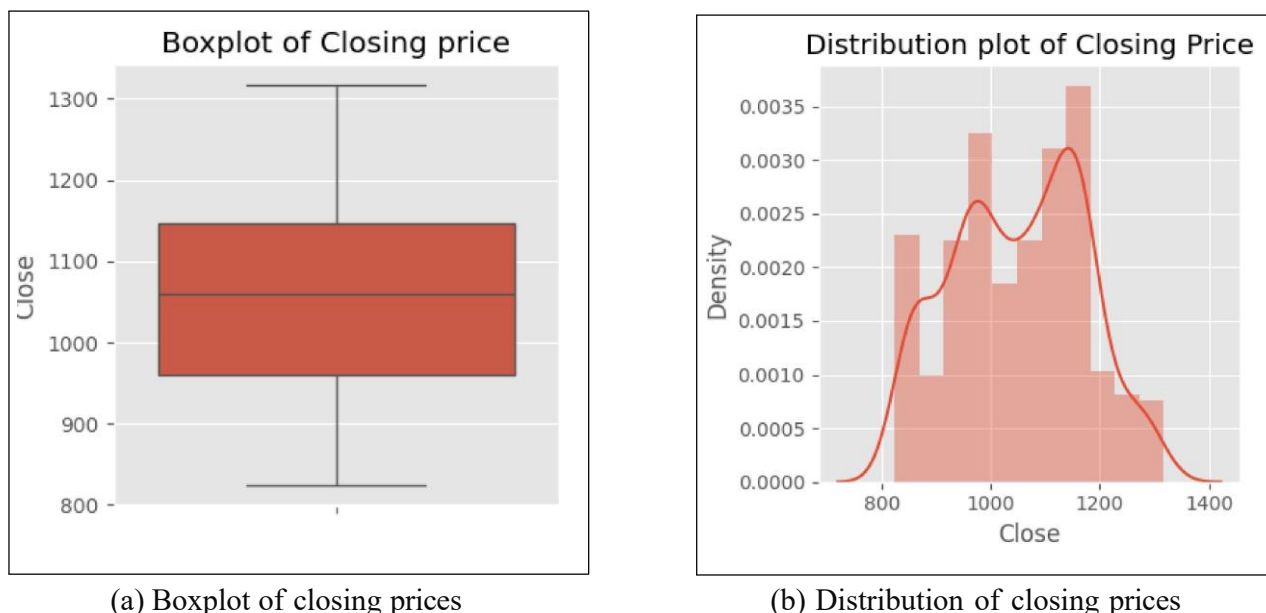 Boxplot of Closing price
Close
1300
1200
1100
1000
900
800
(a) Boxplot of closing prices
Distribution plot of Closing Price
Density
0.0035
0.0030
0.0025
0.0020
0.0015
0.0010
0.0005
0.0000
800 1000 1200 1400
Close
(b) Distribution of closing prices